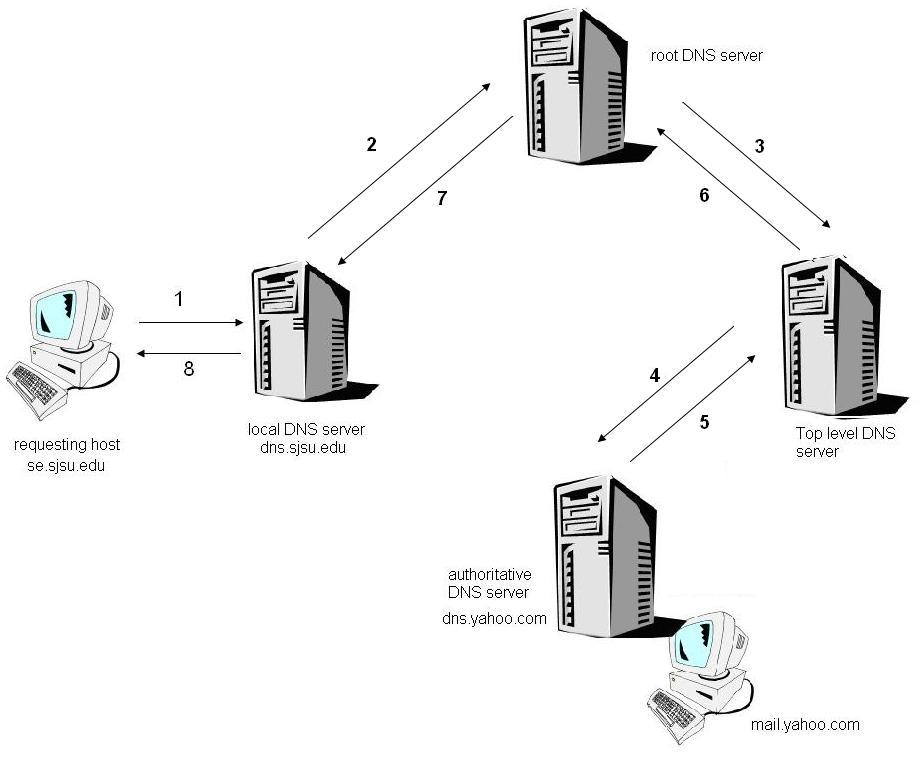 root DNS server
2
3
7
6
1
8
requesting host
se.sjsu.edu
local DNS server
dns.sjsu.edu
4
5
Top level DNS
server
authoritative
DNS server
dns.yahoo.com
mail.yahoo.com